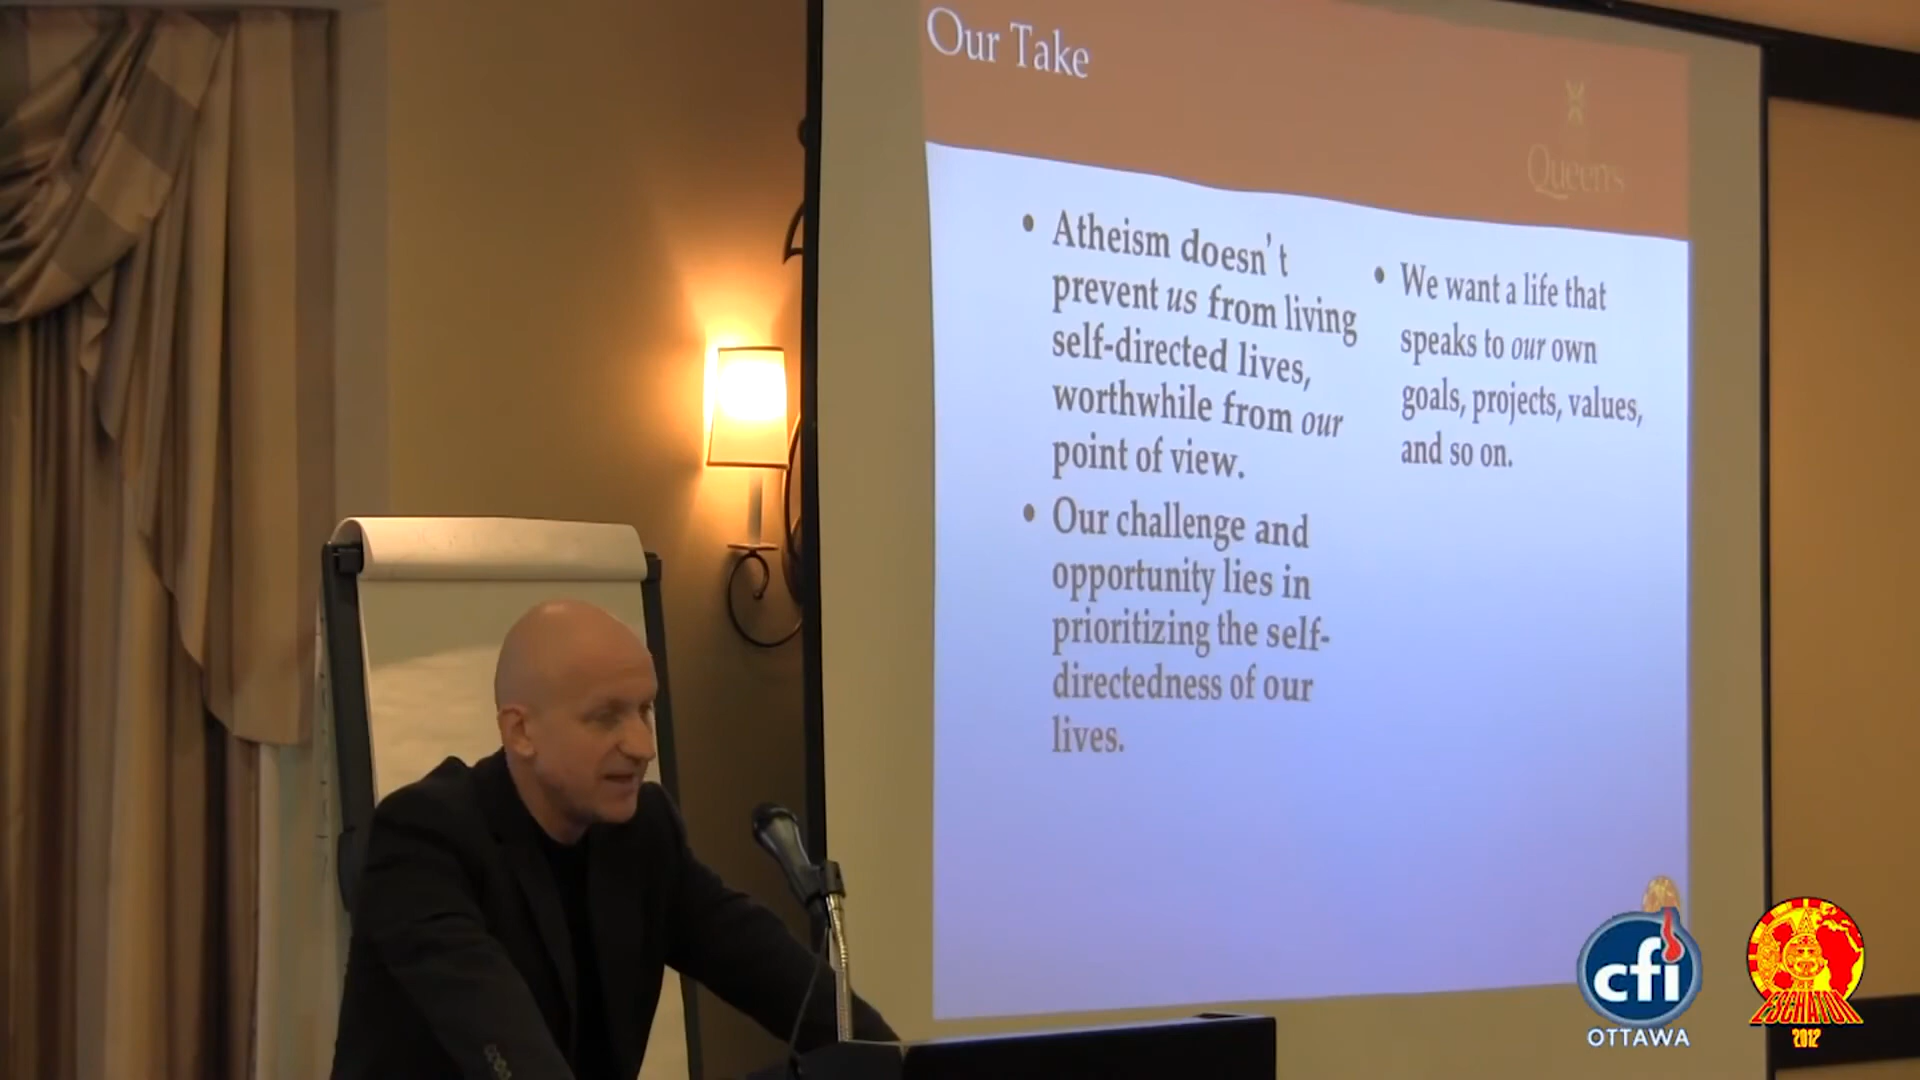 Our Take
Queen's
• Atheism doesn't
prevent us from living
self-directed lives,
worthwhile from our
point of view.
• Our challenge and
opportunity lies in
prioritizing the self-
directedness of our
lives.
• We want a life that
speaks to our own
goals, projects, values,
and so on.
cfi
OTTAWA
ESCHATON
2012